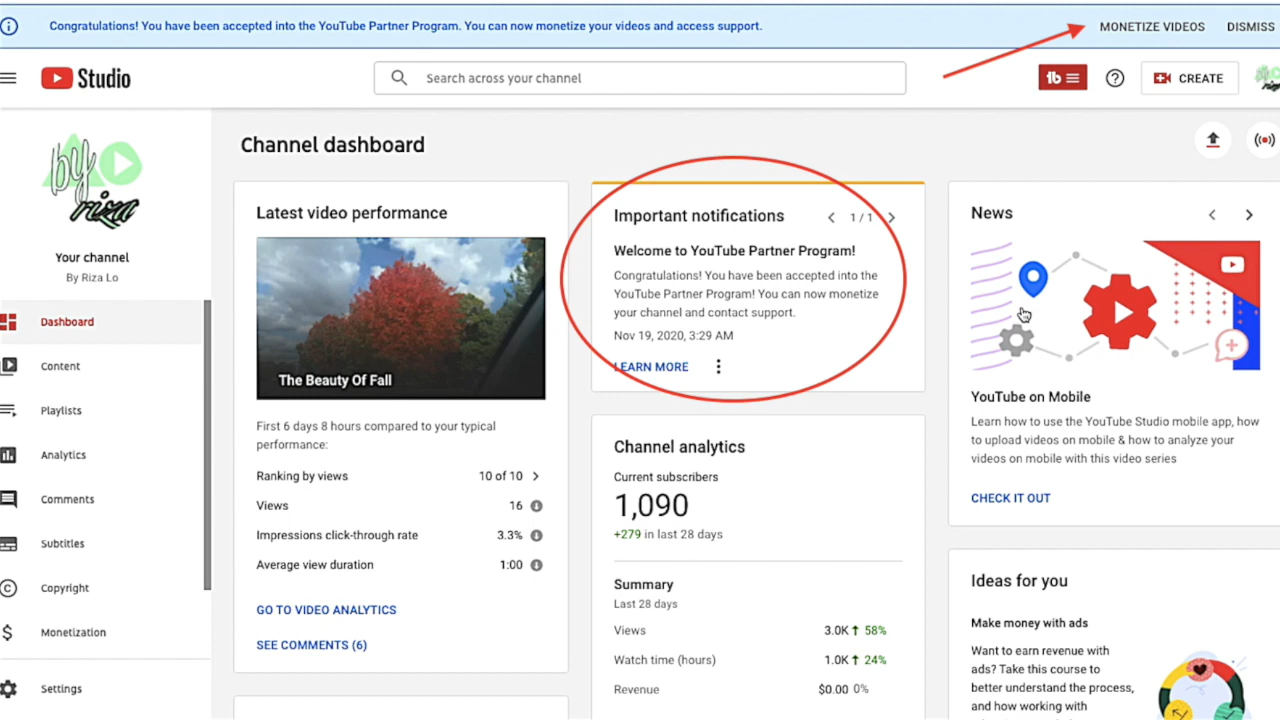 Congratulations! You have been accepted into the YouTube Partner Program. You can now monetize your videos and access support.
MONETIZE VIDEOS
DISMISS
Studio
Search across your channel
tb
CREATE
by
riza
Your channel
By Riza Lo
Dashboard
Content
Playlists
Analytics
Comments
Subtitles
Copyright
Monetization
Settings
Channel dashboard
Latest video performance
The Beauty Of Fall
First 6 days 8 hours compared to your typical
performance:
Ranking by views 10 of 10
Views 16
Impressions click-through rate 3.3%
Average view duration 1:00
GO TO VIDEO ANALYTICS
SEE COMMENTS (6)
Important notifications 1 / 1
Welcome to YouTube Partner Program!
Congratulations! You have been accepted into the
YouTube Partner Program! You can now monetize
your channel and contact support.
Nov 19, 2020, 3:29 AM
LEARN MORE
Channel analytics
Current subscribers
1,090
+279 in last 28 days
Summary
Last 28 days
Views 3.0K 58%
Watch time (hours) 1.0K 24%
Revenue $0.00 0%
News
YouTube on Mobile
Learn how to use the YouTube Studio mobile app, how
to upload videos on mobile & how to analyze your
videos on mobile with this video series
CHECK IT OUT
Ideas for you
Make money with ads
Want to earn revenue with
ads? Take this course to
better understand the process,
and how working with